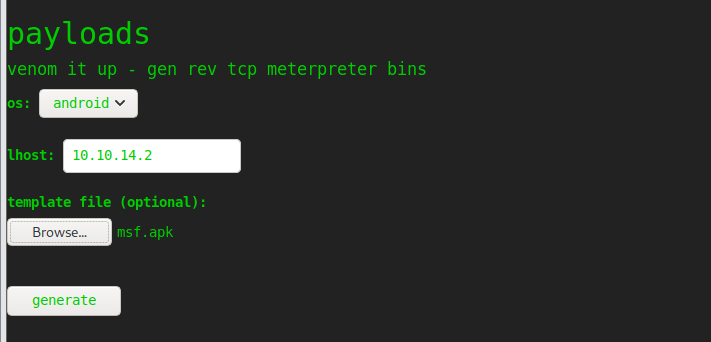 payloads
venom it up - gen rev tcp meterpreter bins
os: android
lhost: 10.10.14.2
template file (optional):
Browse... msf.apk
generate